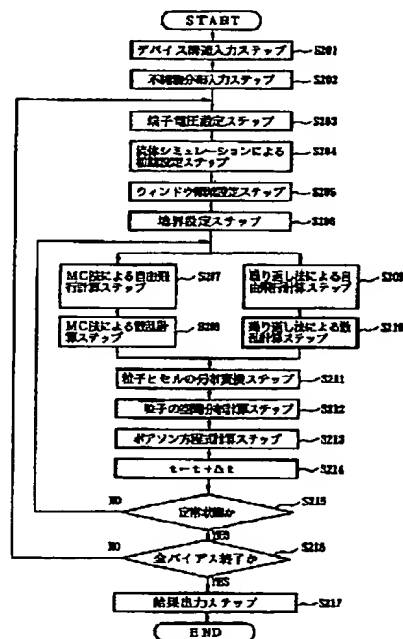 START
デバイス構造入力ステップ
S201
不純物分布入力ステップ
S202
端子電圧設定ステップ
S203
流体シミュレーションによる
初期設定ステップ
S204
ウィンドウ領域設定ステップ
S205
境界設定ステップ
S206
MC法による自由飛
行計算ステップ
S207
繰り返し法による自
由飛行計算ステップ
S209
MC法による散乱計
算ステップ
S208
繰り返し法による散
乱計算ステップ
S210
粒子とセルの分布変換ステップ
S211
粒子の空間分布計算ステップ
S212
ポアソン方程式計算ステップ
S213
t←t+Δt
S214
定常状態か
S215
NO
YES
全バイアス終了か
S216
NO
YES
結果出力ステップ
S217
END